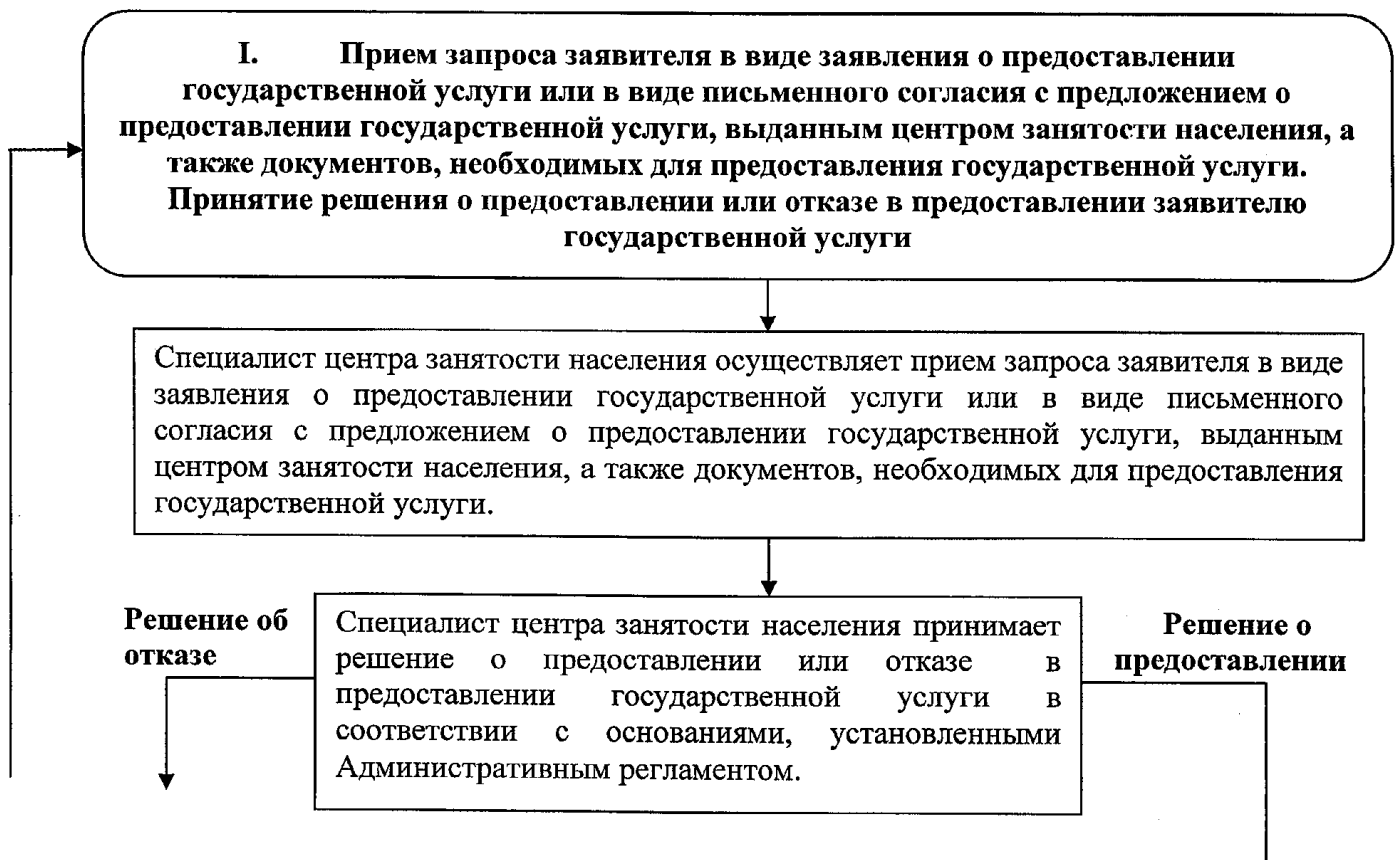 I. Прием запроса заявителя в виде заявления о предоставлении
государственной услуги или в виде письменного согласия с предложением о
предоставлении государственной услуги, выданным центром занятости населения, а
также документов, необходимых для предоставления государственной услуги.
Принятие решения о предоставлении или отказе в предоставлении заявителю
государственной услуги
Специалист центра занятости населения осуществляет прием запроса заявителя в виде
заявления о предоставлении государственной услуги или в виде письменного
согласия с предложением о предоставлении государственной услуги, выданным
центром занятости населения, а также документов, необходимых для предоставления
государственной услуги.
Решение об
отказе
Специалист центра занятости населения принимает
решение о предоставлении или отказе в
предоставлении государственной услуги в
соответствии с основаниями, установленными
Административным регламентом.
Решение о
предоставлении